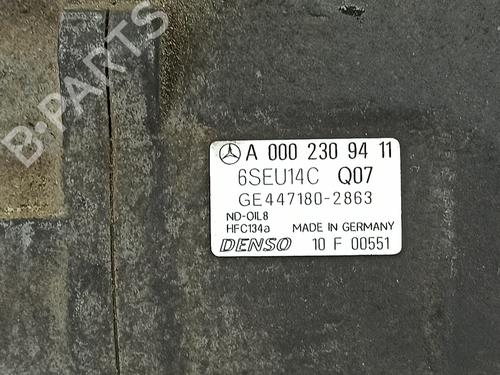 B-PARTS
A 000 230 94 11
6SEU14C Q07
GE447180-2863
ND-OIL8
HFC134a MADE IN GERMANY
DENSO 10 F 00551